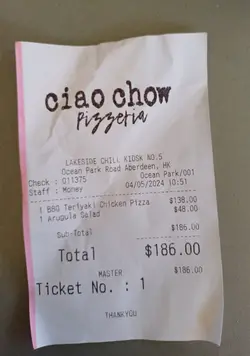 ciao chow
Pizzeria
LAKESIDE CHILL KIOSK NO.5
Ocean Park Road Aberdeen, HK
Ocean Park/001
Check : 011375
04/05/2024 10:51
Staff : Money
1 BBQ Teriyaki Chicken Pizza $138.00
1 Arugula Salad $48.00
Sub-Total $186.00
Total $186.00
MASTER $186.00
Ticket No. : 1
THANKYOU